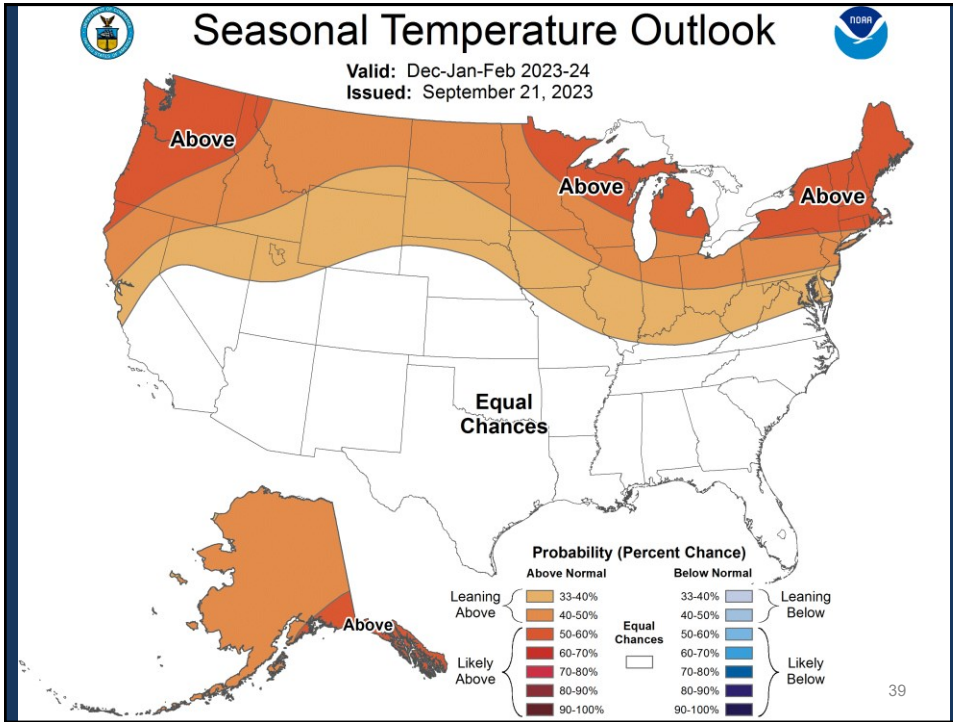 Seasonal Temperature Outlook
NOAA
Valid: Dec-Jan-Feb 2023-24
Issued: September 21, 2023
Above
Above
Above
Equal
Chances
Above
Probability (Percent Chance)
Above Normal
Below Normal
Leaning
Above
33-40%
40-50%
Likely
Above
50-60%
60-70%
70-80%
80-90%
90-100%
Equal
Chances
33-40%
40-50%
Leaning
Below
50-60%
60-70%
70-80%
80-90%
90-100%
Likely
Below
39